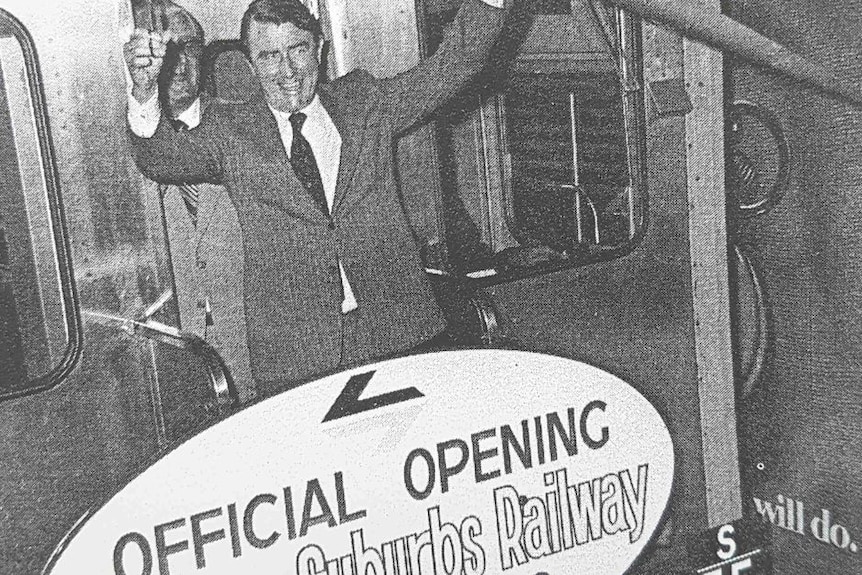 OFFICIAL OPENING
Suburbs Railway
S
will do.